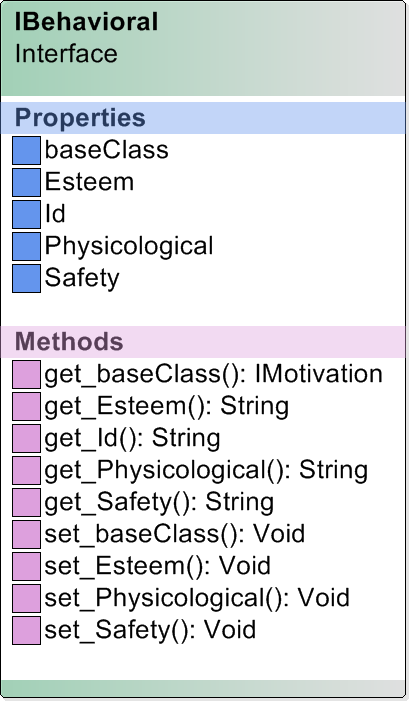 IBehavioral
Interface
Properties
baseClass
Esteem
Id
Physicological
Safety
Methods
get_baseClass(): IMotivation
get_Esteem(): String
get_Id(): String
get_Physicological(): String
get_Safety(): String
set_baseClass(): Void
set_Esteem(): Void
set_Physicological(): Void
set_Safety(): Void